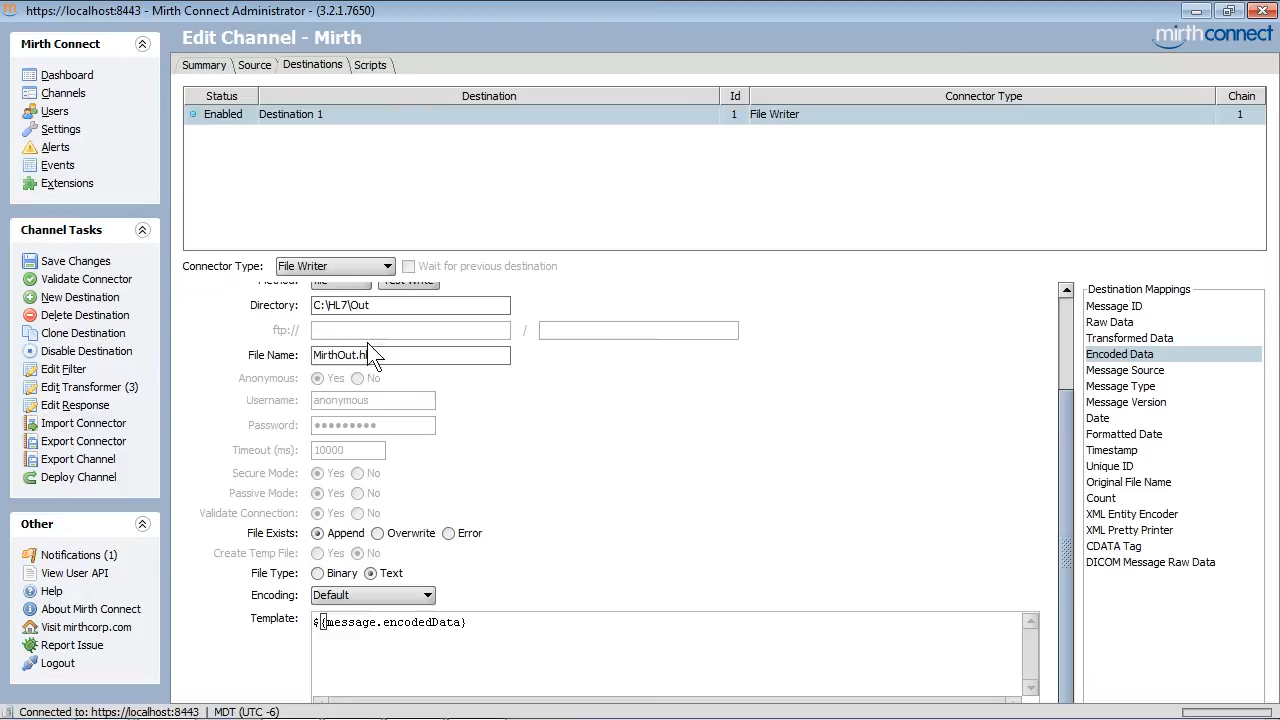 https://localhost:8443 - Mirth Connect Administrator - (3.2.1.7650)
Mirth Connect
Dashboard
Channels
Users
Settings
Alerts
Events
Extensions
Channel Tasks
Save Changes
Validate Connector
New Destination
Delete Destination
Clone Destination
Disable Destination
Edit Filter
Edit Transformer (3)
Edit Response
Import Connector
Export Connector
Export Channel
Deploy Channel
Other
Notifications (1)
View User API
Help
About Mirth Connect
Visit mirthcorp.com
Report Issue
Logout
Edit Channel - Mirth
mirthconnect
Summary Source Destinations Scripts
Status Destination Id Connector Type Chain
Enabled Destination 1 1 File Writer 1
Connector Type: File Writer Wait for previous destination
Method: file Test Write
Directory: C:\HL7\Out
ftp:// /
File Name: MirthOut.hl
Anonymous: Yes No
Username: anonymous
Password: •••••••••
Timeout (ms): 10000
Secure Mode: Yes No
Passive Mode: Yes No
Validate Connection: Yes No
File Exists: Append Overwrite Error
Create Temp File: Yes No
File Type: Binary Text
Encoding: Default
Template: ${message.encodedData}
Destination Mappings
Message ID
Raw Data
Transformed Data
Encoded Data
Message Source
Message Type
Message Version
Date
Formatted Date
Timestamp
Unique ID
Original File Name
Count
XML Entity Encoder
XML Pretty Printer
CDATA Tag
DICOM Message Raw Data
Connected to: https://localhost:8443 | MDT (UTC -6)